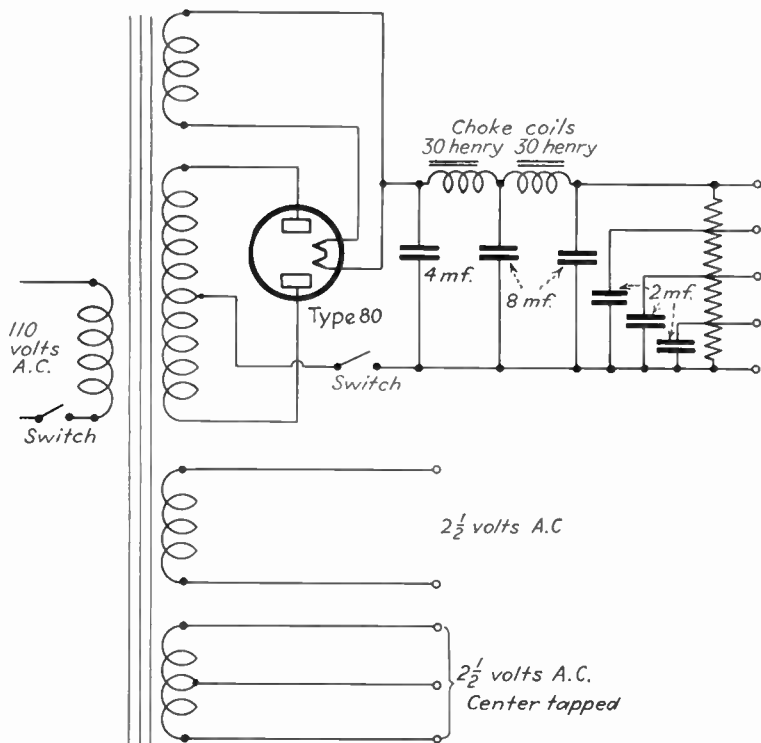 Choke coils
30 henry 30 henry
4 mf.
8 mf.
2 mf.
Type 80
110
volts
A.C.
Switch
Switch
2½ volts A.C
2½ volts A.C.
Center tapped